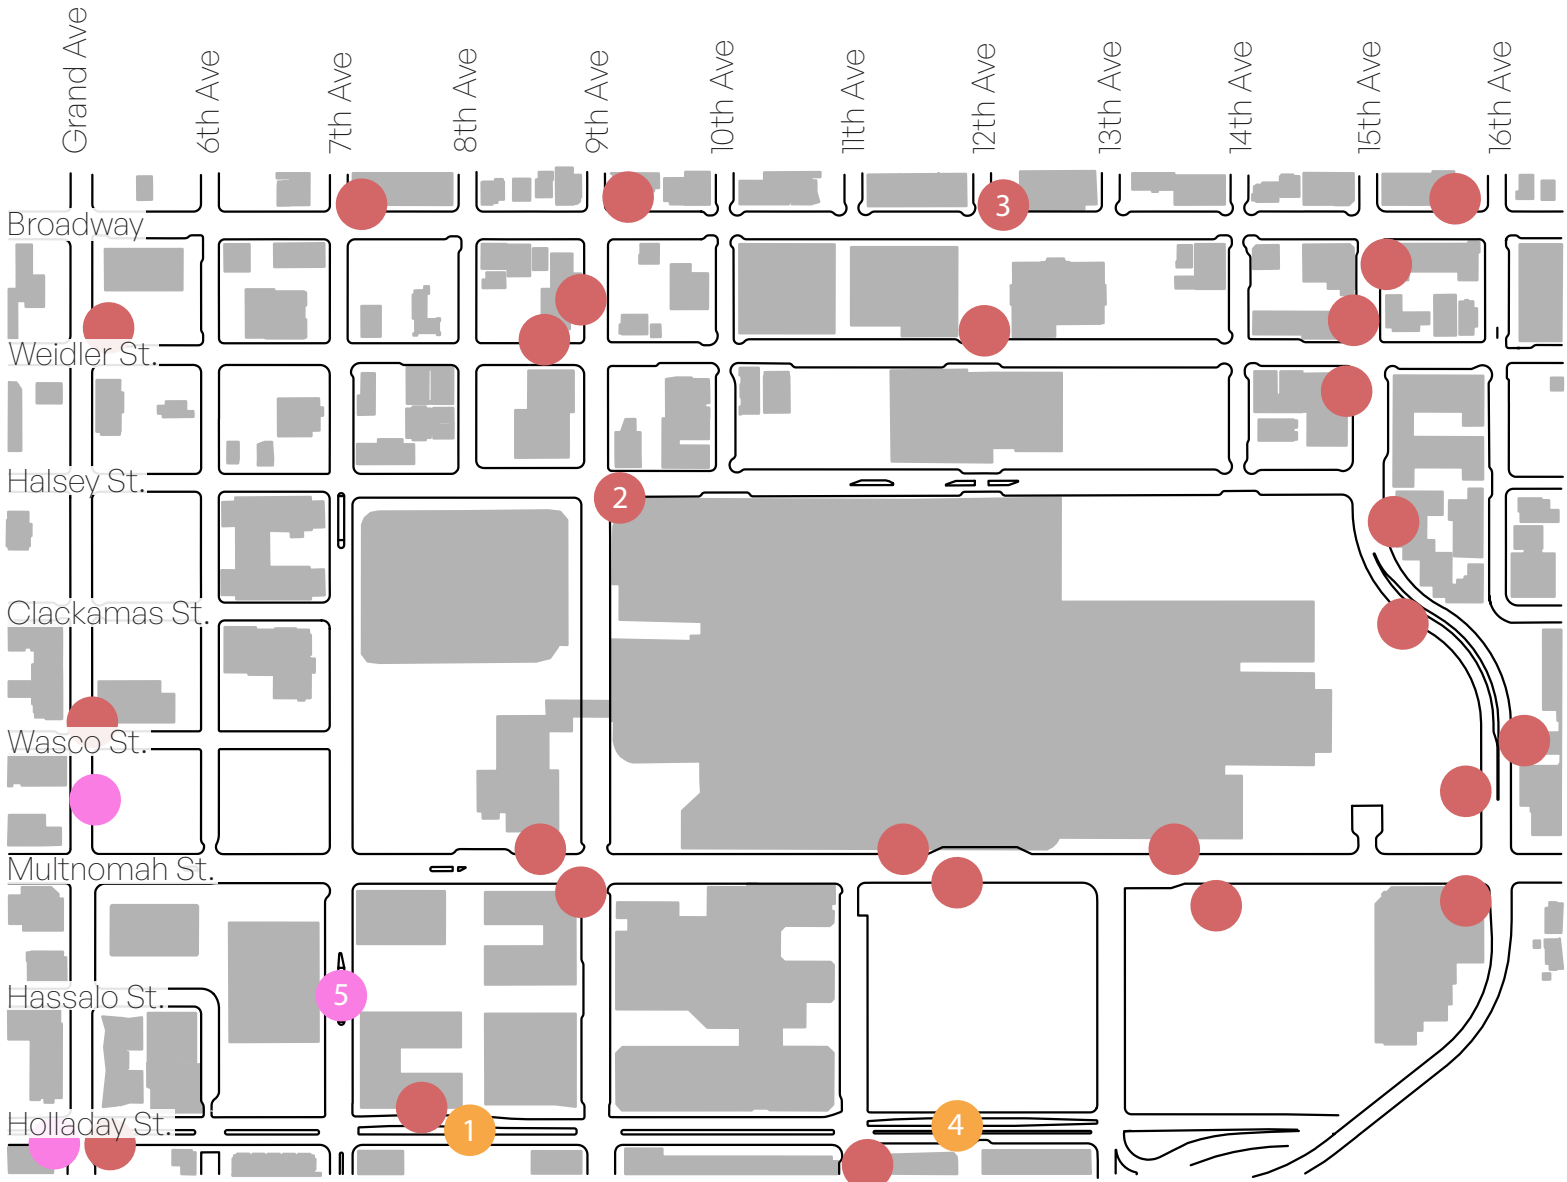 Grand Ave
6th Ave
7th Ave
8th Ave
9th Ave
10th Ave
11th Ave
12th Ave
13th Ave
14th Ave
15th Ave
16th Ave
3
Broadway
Weidler St.
Halsey St.
2
Clackamas St.
Wasco St.
Multnomah St.
5
Hassalo St.
Holladay St.
1
4